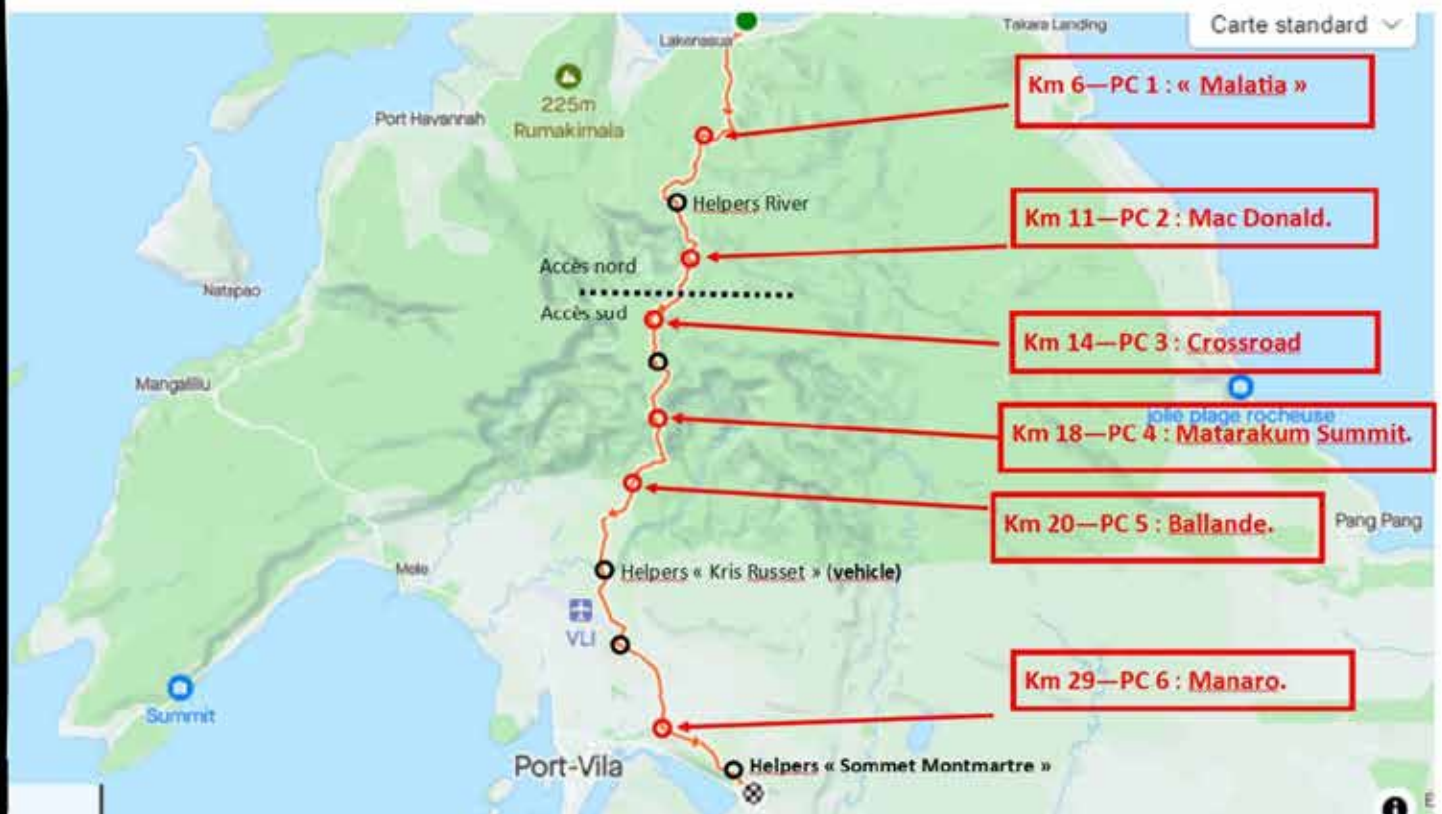 Lakenasua
Takara Landing
Carte standard
Km 6—PC 1 : « Malatia »
225m
Rumakimala
Port Havannah
Helpers River
Km 11—PC 2 : Mac Donald.
Accès nord
Natapao
Accès sud
Km 14—PC 3 : Crossroad
Mangaliliu
jolie plage rocheuse
Km 18—PC 4 : Matarakum Summit.
Km 20—PC 5 : Ballande.
Pang Pang
Mele
Helpers « Kris Russet » (vehicle)
VLI
Km 29—PC 6 : Manaro.
Summit
Port-Vila
Helpers « Sommet Montmartre »